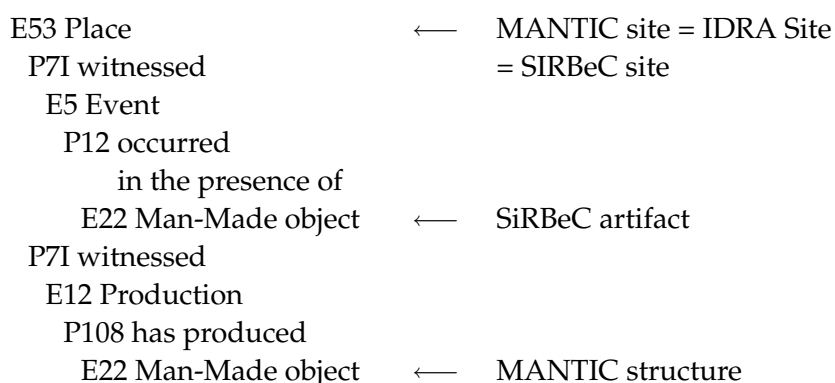 E53 Place ⟵ MANTIC site = IDRA Site
P7I witnessed = SIRBeC site
E5 Event
P12 occurred
in the presence of
E22 Man-Made object ⟵ SiRBeC artifact
P7I witnessed
E12 Production
P108 has produced
E22 Man-Made object ⟵ MANTIC structure